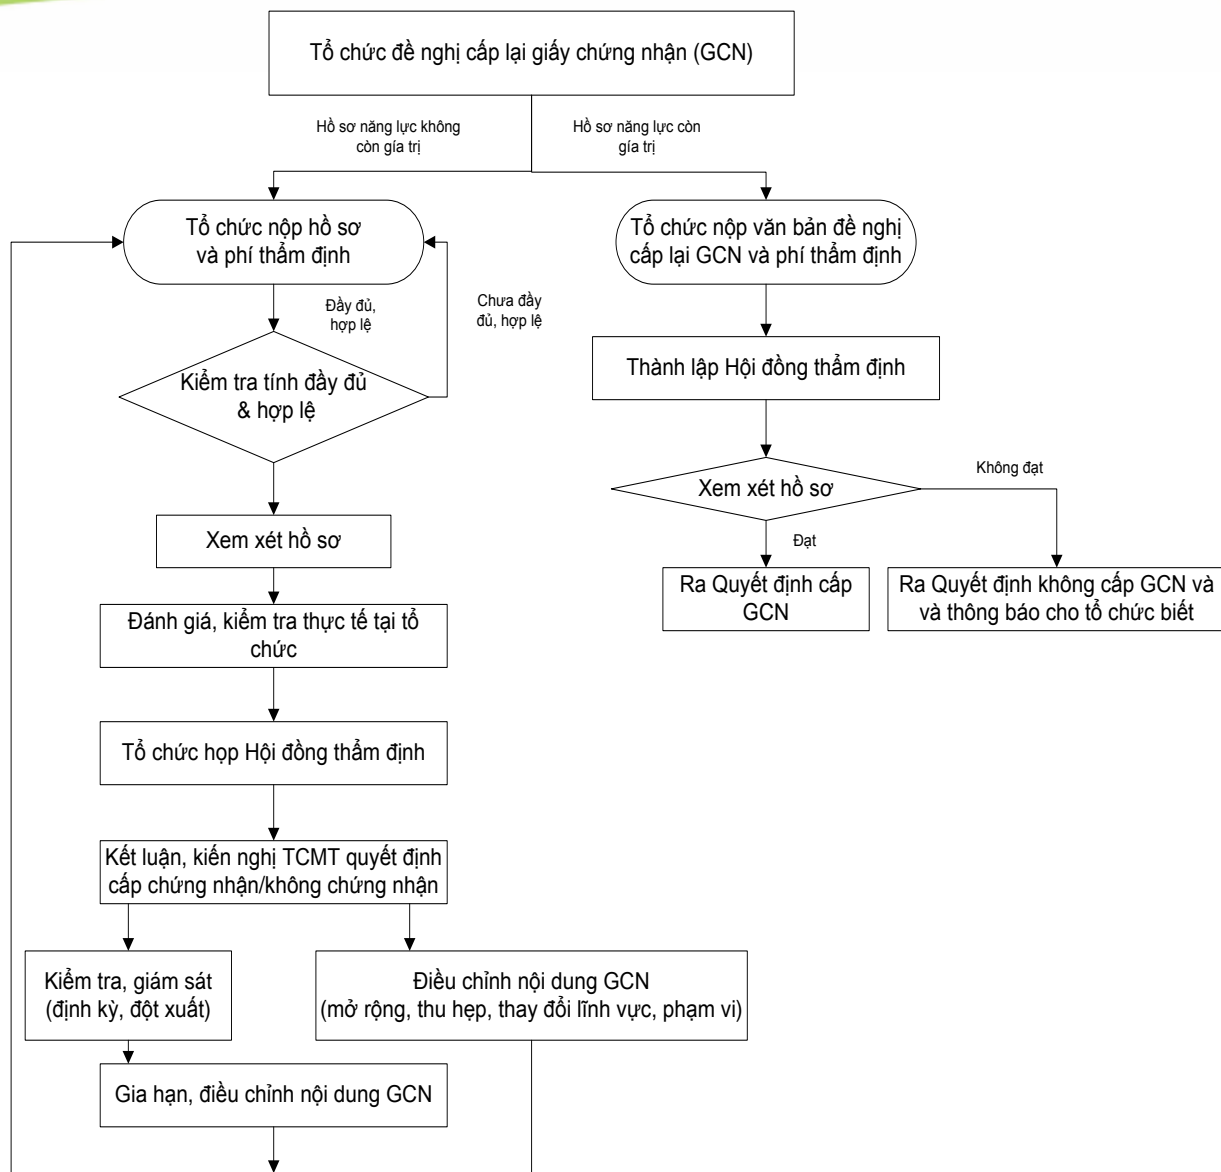 Tổ chức đề nghị cấp lại giấy chứng nhận (GCN)
Hồ sơ năng lực không
còn gía trị
Hồ sơ năng lực còn
gía trị
Tổ chức nộp hồ sơ
và phí thẩm định
Tổ chức nộp văn bản đề nghị
cấp lại GCN và phí thẩm định
Đầy đủ,
hợp lệ
Chưa đầy
đủ, hợp lệ
Kiểm tra tính đầy đủ
& hợp lệ
Thành lập Hội đồng thẩm định
Xem xét hồ sơ
Không đạt
Đạt
Xem xét hồ sơ
Ra Quyết định cấp
GCN
Ra Quyết định không cấp GCN và
và thông báo cho tổ chức biết
Đánh giá, kiểm tra thực tế tại tổ
chức
Tổ chức họp Hội đồng thẩm định
Kết luận, kiến nghị TCMT quyết định
cấp chứng nhận/không chứng nhận
Kiểm tra, giám sát
(định kỳ, đột xuất)
Điều chỉnh nội dung GCN
(mở rộng, thu hẹp, thay đổi lĩnh vực, phạm vi)
Gia hạn, điều chỉnh nội dung GCN